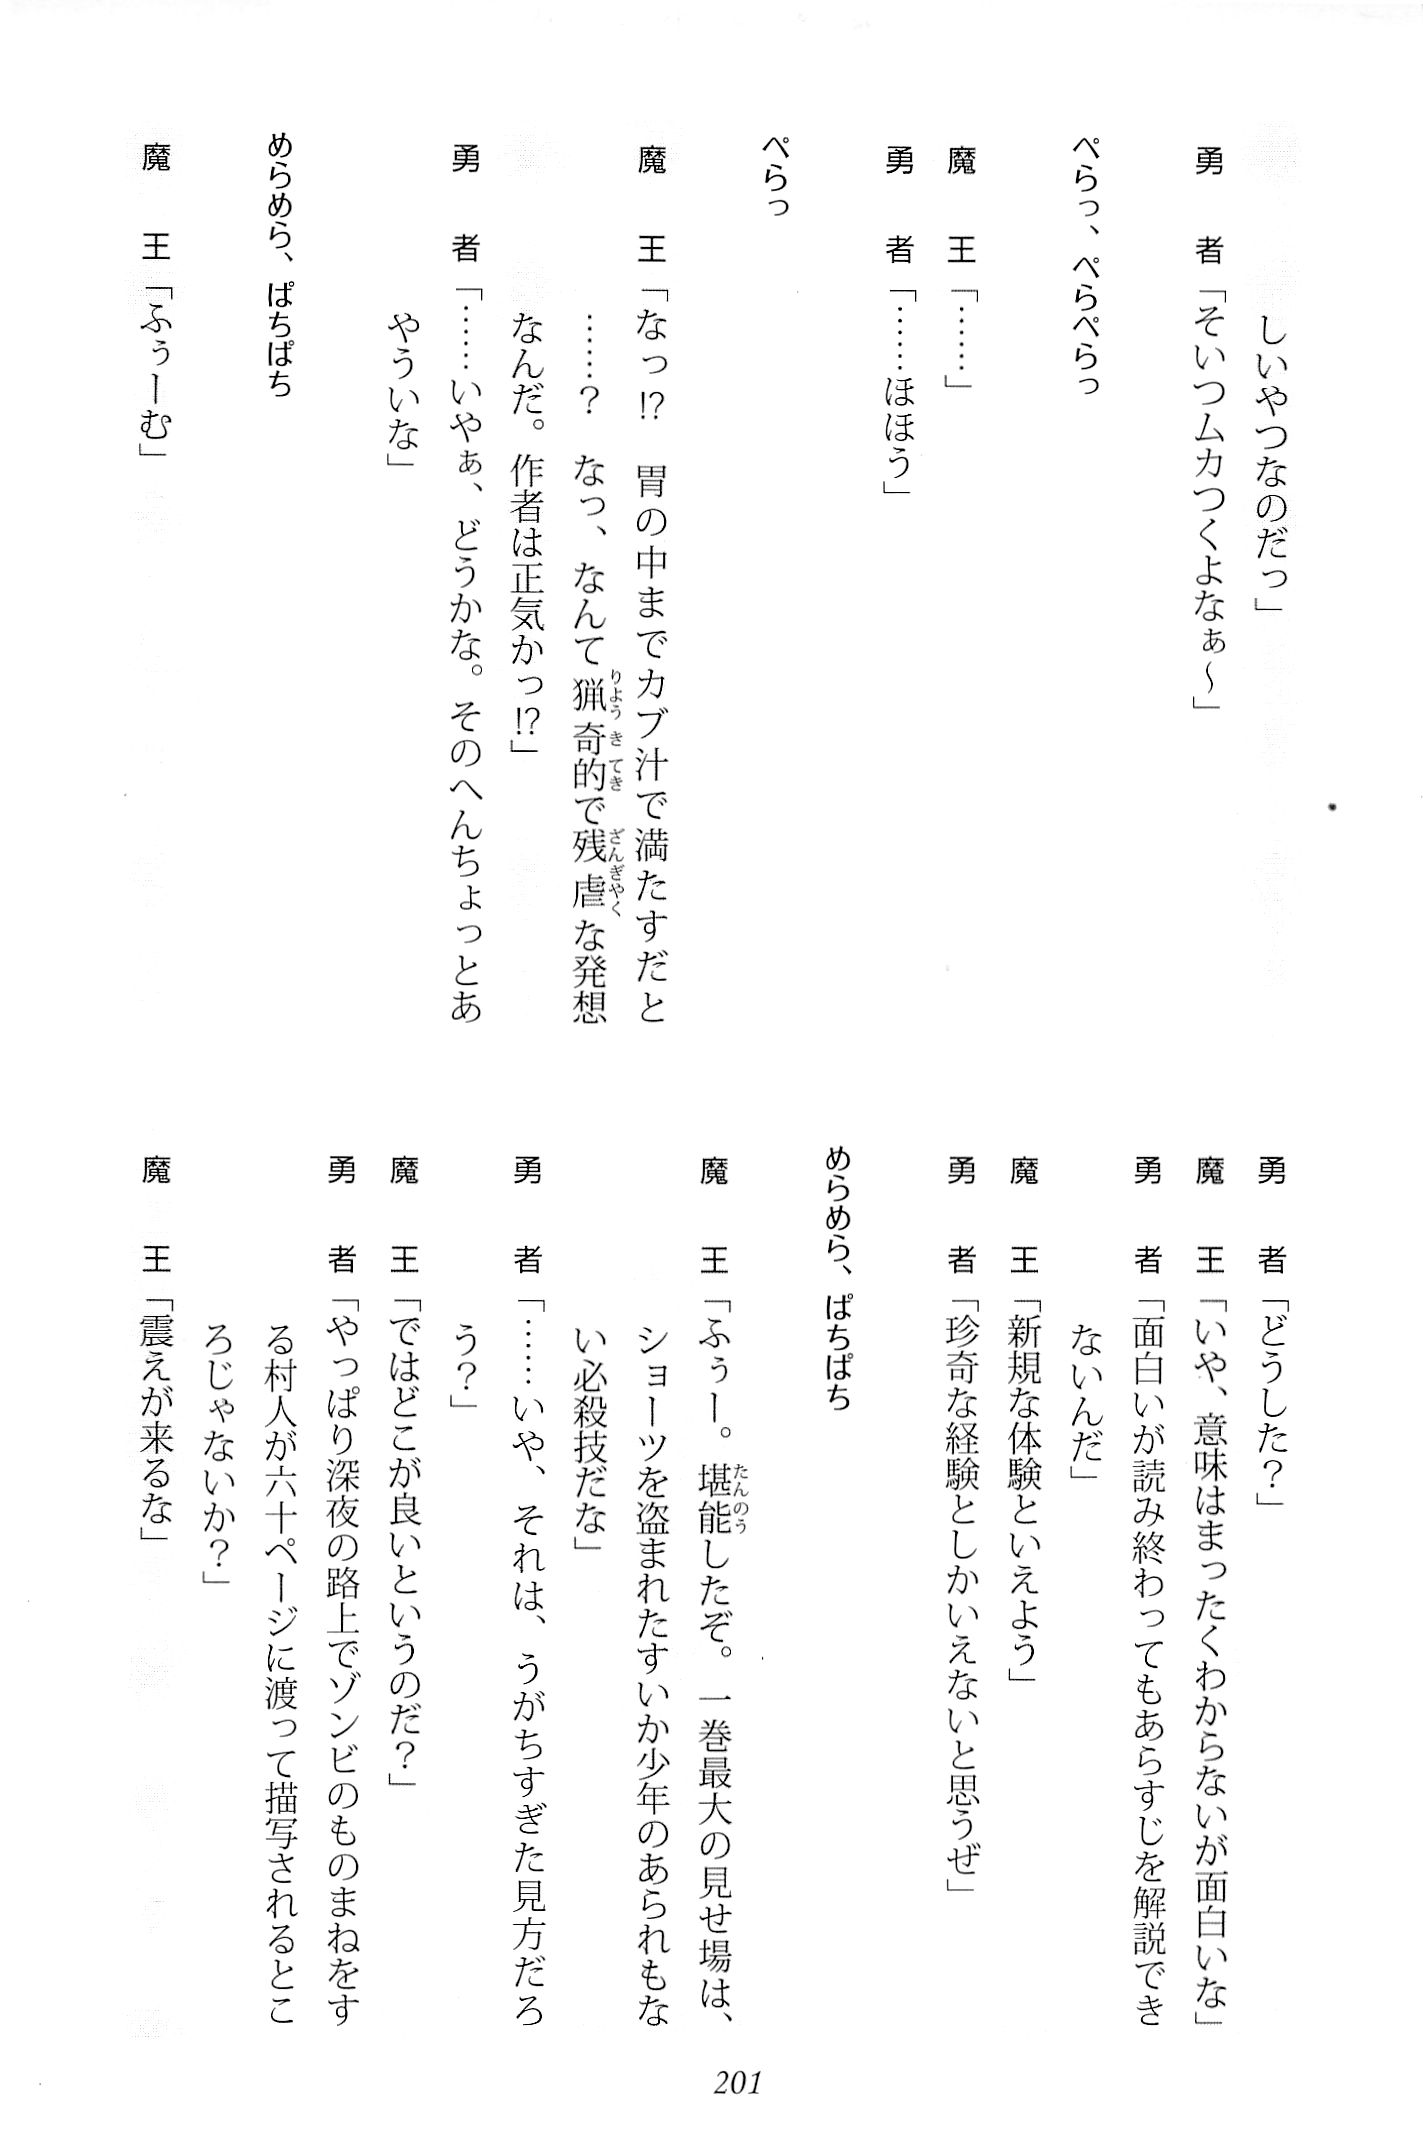 しいやつなのだっ」
勇　者「そいつムカつくよなぁ～」
ぺらっ、ぺらぺらっ
魔　王「……」
勇　者「……ほほう」
ぺらっ
魔　王「なっ!?　胃の中までカブ汁で満たすだと
……？　なっ、なんて猟奇的で残虐な発想
なんだ。作者は正気かっ!?」
勇　者「……いやぁ、どうかな。そのへんちょっとあ
やういな」
めらめら、ぱちぱち
魔　王「ふぅーむ」
勇　者「どうした？」
魔　王「いや、意味はまったくわからないが面白いな」
勇　者「面白いが読み終わってもあらすじを解説でき
ないんだ」
魔　王「新規な体験といえよう」
勇　者「珍奇な経験としかいえないと思うぜ」
めらめら、ぱちぱち
魔　王「ふぅー。堪能したぞ。一巻最大の見せ場は、
ショーツを盗まれたすいか少年のあられもな
い必殺技だな」
勇　者「……いや、それは、うがちすぎた見方だろ
う？」
魔　王「ではどこが良いというのだ？」
勇　者「やっぱり深夜の路上でゾンビのものまねをす
る村人が六十ページに渡って描写されるとこ
ろじゃないか？」
魔　王「震えが来るな」
201